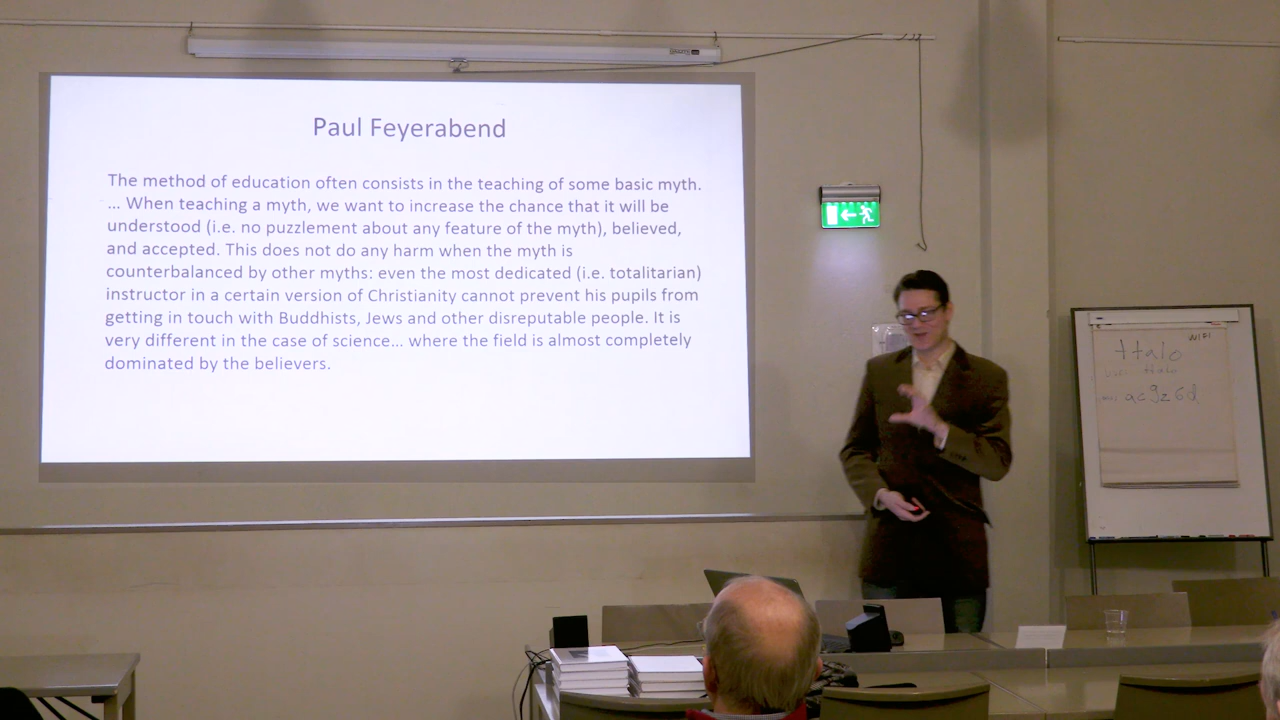 Paul Feyerabend
The method of education often consists in the teaching of some basic myth.
... When teaching a myth, we want to increase the chance that it will be
understood (i.e. no puzzlement about any feature of the myth), believed,
and accepted. This does not do any harm when the myth is
counterbalanced by other myths: even the most dedicated (i.e. totalitarian)
instructor in a certain version of Christianity cannot prevent his pupils from
getting in touch with Buddhists, Jews and other disreputable people. It is
very different in the case of science... where the field is almost completely
dominated by the believers.
WIFI